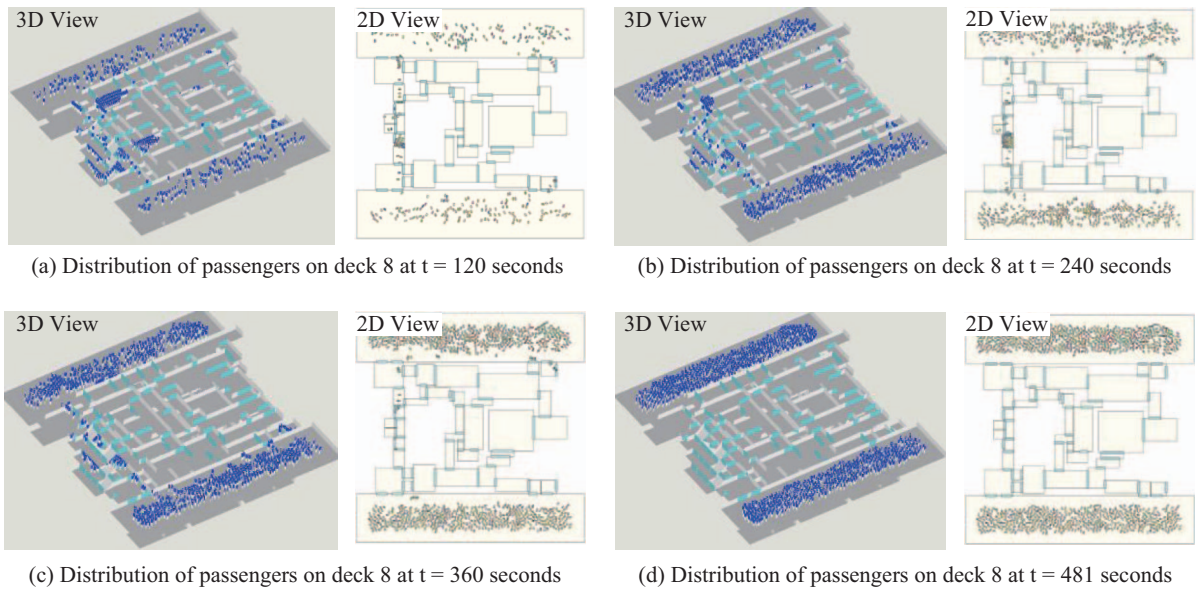 3D View
2D View
3D View
2D View
(a) Distribution of passengers on deck 8 at t = 120 seconds
(b) Distribution of passengers on deck 8 at t = 240 seconds
3D View
2D View
3D View
2D View
(c) Distribution of passengers on deck 8 at t = 360 seconds
(d) Distribution of passengers on deck 8 at t = 481 seconds